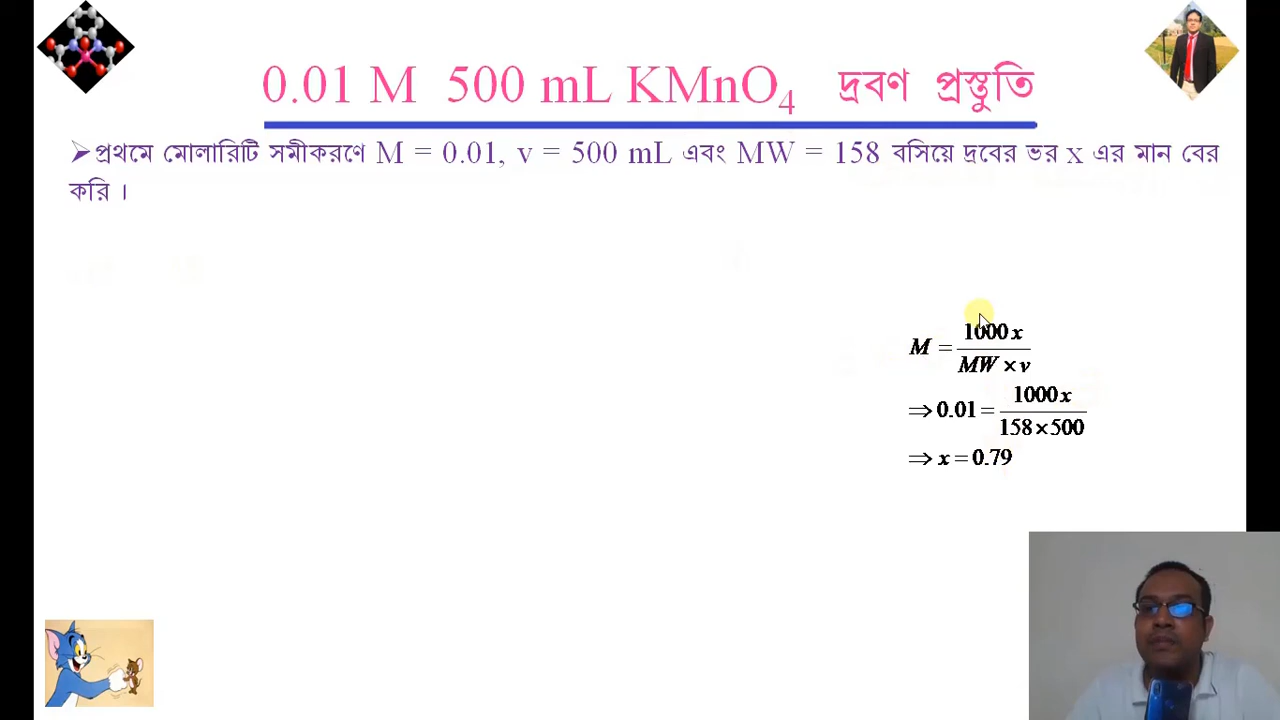 0.01 M 500 mL KMnO₄ দ্রবণ প্রস্তুতি
➢প্রথমে মোলারিটি সমীকরণে M = 0.01, v = 500 mL এবং MW = 158 বসিয়ে দ্রবের ভর x এর মান বের
করি ।
M = 1000x / MW × v
⇒ 0.01 = 1000x / 158 × 500
⇒ x = 0.79